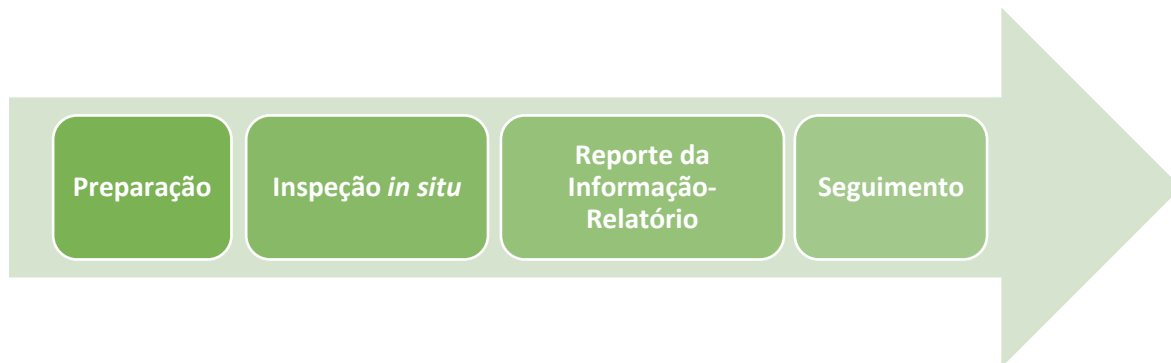 Preparação
Inspeção in situ
Reporte da
Informação-
Relatório
Seguimento